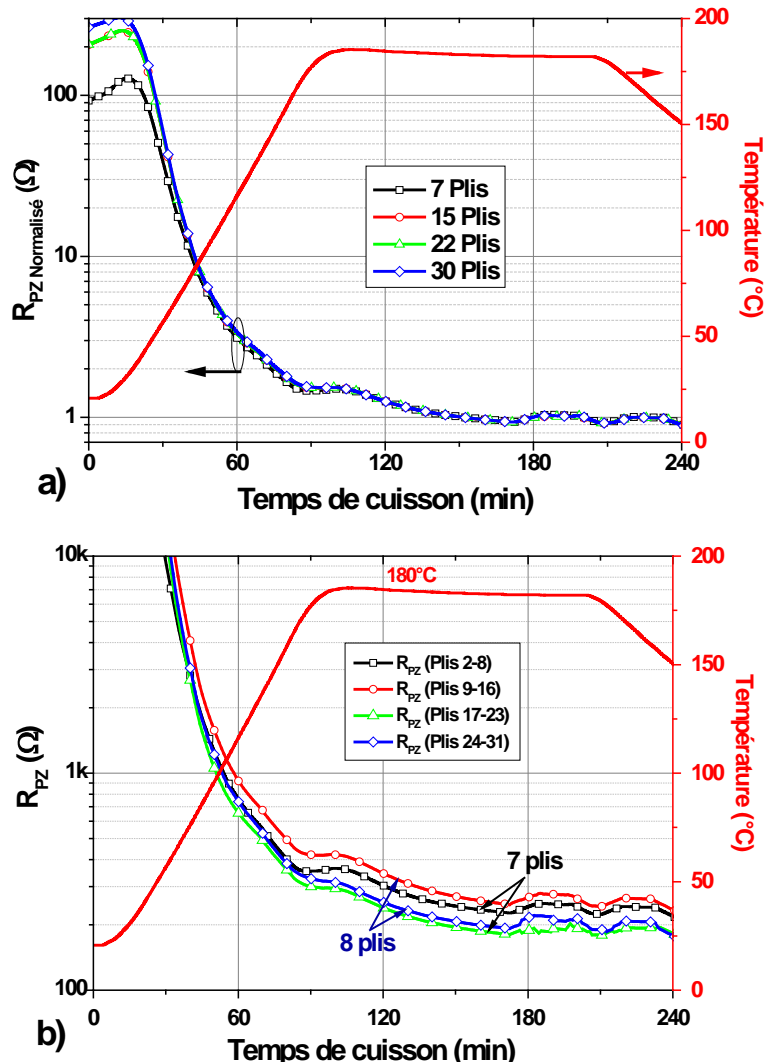 200
100
150
7 Plis
15 Plis
22 Plis
30 Plis
R_PZ Normalisé (Ω)
Température (°C)
10
100
50
1
0
0 60 120 180 240
a)
Temps de cuisson (min)
10k
200
180°C
150
R_PZ (Plis 2-8)
R_PZ (Plis 9-16)
R_PZ (Plis 17-23)
R_PZ (Plis 24-31)
R_PZ (Ω)
Température (°C)
1k
100
7 plis
50
8 plis
100
0
0 60 120 180 240
b)
Temps de cuisson (min)